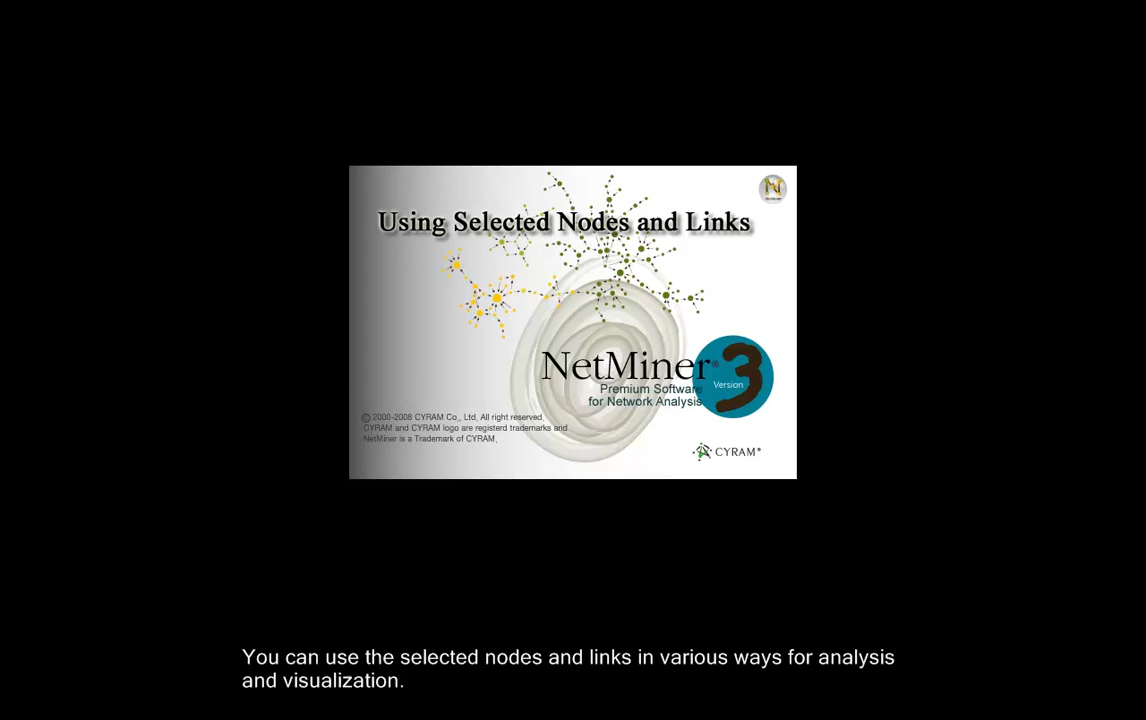 Using Selected Nodes and Links
NetMiner®
3
Version
Premium Software
for Network Analysis
© 2000-2008 CYRAM Co., Ltd. All right reserved.
CYRAM and CYRAM logo are registerd trademarks and
NetMiner is a Trademark of CYRAM.
CYRAM®
You can use the selected nodes and links in various ways for analysis
and visualization.